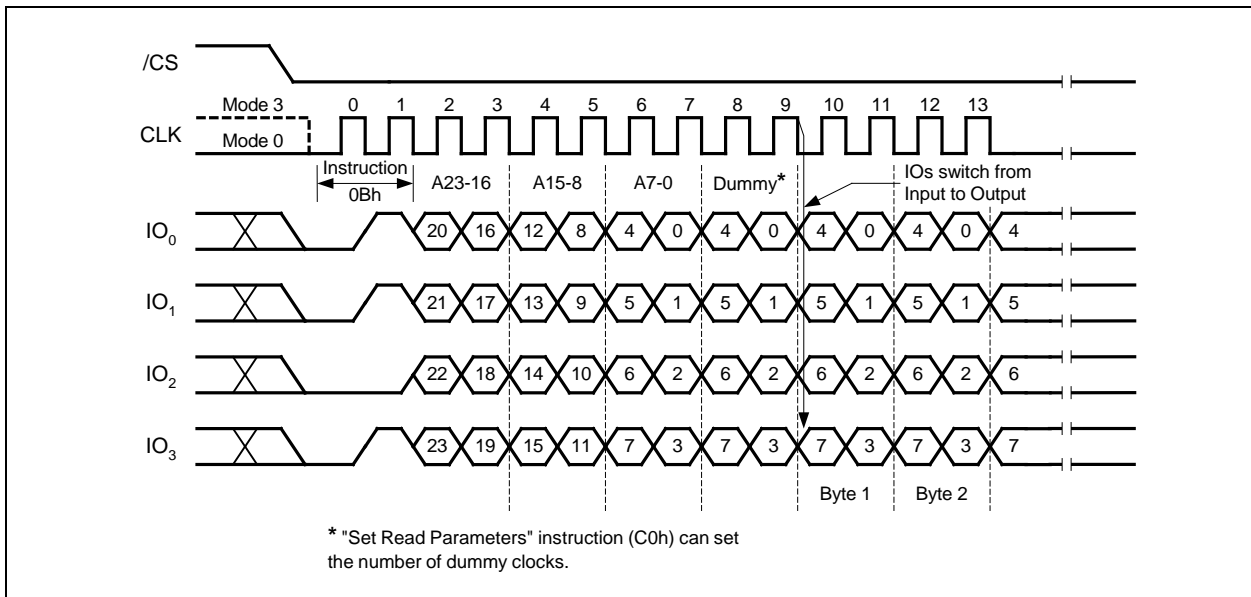 /CS
Mode 3
0 1 2 3 4 5 6 7 8 9 10 11 12 13
CLK
Mode 0
Instruction
0Bh
A23-16 A15-8 A7-0 Dummy*
IOs switch from
Input to Output
IO0 20 16 12 8 4 0 4 0 4 0 4 0 4
IO1 21 17 13 9 5 1 5 1 5 1 5 1 5
IO2 22 18 14 10 6 2 6 2 6 2 6 2 6
IO3 23 19 15 11 7 3 7 3 7 3 7 3 7
Byte 1 Byte 2
* "Set Read Parameters" instruction (C0h) can set
the number of dummy clocks.